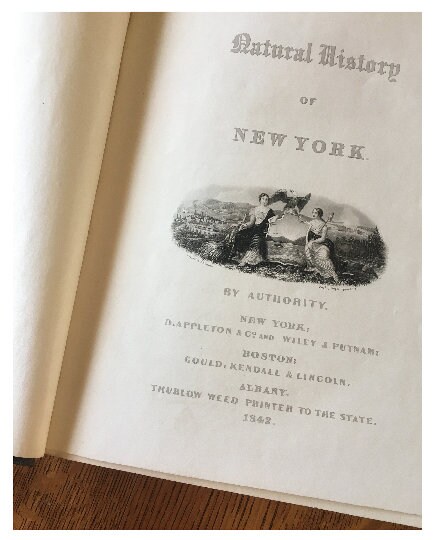 Natural History
OF
NEW YORK.
BY AUTHORITY.
NEW YORK:
D. APPLETON & Co. AND WILEY & PUTNAM;
BOSTON:
GOULD, KENDALL & LINCOLN.
ALBANY.
THURLOW WEED PRINTER TO THE STATE.
1842.